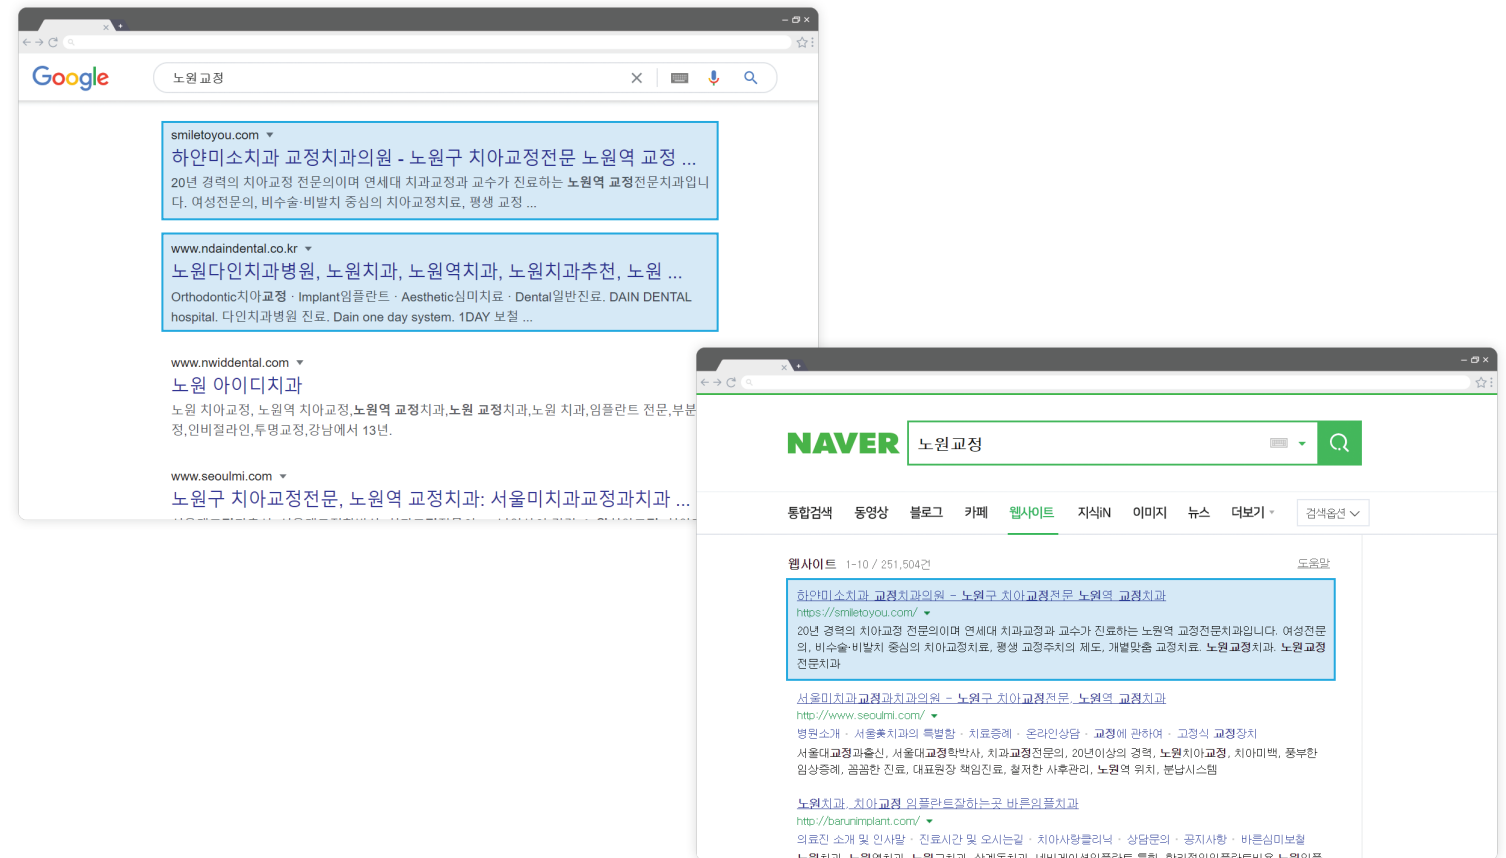 Google
노원교정
smiletoyou.com
하얀미소치과 교정치과의원 - 노원구 치아교정전문 노원역 교정 ...
20년 경력의 치아교정 전문의이며 연세대 치과교정과 교수가 진료하는 노원역 교정전문치과입니
다. 여성전문의, 비수술·비발치 중심의 치아교정치료, 평생 교정 ...
www.ndaindental.co.kr
노원다인치과병원, 노원치과, 노원역치과, 노원치과추천, 노원 ...
Orthodontic치아교정 · Implant임플란트 · Aesthetic심미치료 · Dental일반진료. DAIN DENTAL
hospital. 다인치과병원 진료. Dain one day system. 1DAY 보철 ...
www.nwiddental.com
노원 아이디치과
노원 치아교정, 노원역 치아교정,노원역 교정치과,노원 교정치과,노원 치과,임플란트 전문,부분
정,인비절라인,투명교정,강남에서 13년.
www.seoulmi.com
노원구 치아교정전문, 노원역 교정치과: 서울미치과교정과치과 ...
NAVER
노원교정
통합검색 동영상 블로그 카페 웹사이트 지식iN 이미지 뉴스 더보기 검색옵션
웹사이트 1-10 / 251,504건 도움말
하얀미소치과 교정치과의원 - 노원구 치아교정전문 노원역 교정치과
https://smiletoyou.com/
20년 경력의 치아교정 전문의이며 연세대 치과교정과 교수가 진료하는 노원역 교정전문치과입니다. 여성전문
의, 비수술·비발치 중심의 치아교정치료, 평생 교정주치의 제도, 개별맞춤 교정치료. 노원교정치과. 노원교정
전문치과
서울미치과교정과치과의원 - 노원구 치아교정전문, 노원역 교정치과
http://www.seoulmi.com/
병원소개 · 서울美치과의 특별함 · 치료증례 · 온라인상담 · 교정에 관하여 · 고정식 교정장치
서울대교정과출신, 서울대교정학박사, 치과교정전문의, 20년이상의 경력, 노원치아교정, 치아미백, 풍부한
임상증례, 꼼꼼한 진료, 대표원장 책임진료, 철저한 사후관리, 노원역 위치, 분납시스템
노원치과, 치아교정 임플란트잘하는곳 바른임플치과
http://barunimplant.com/
의료진 소개 및 인사말 · 진료시간 및 오시는길 · 치아사랑클리닉 · 상담문의 · 공지사항 · 바른심미보철